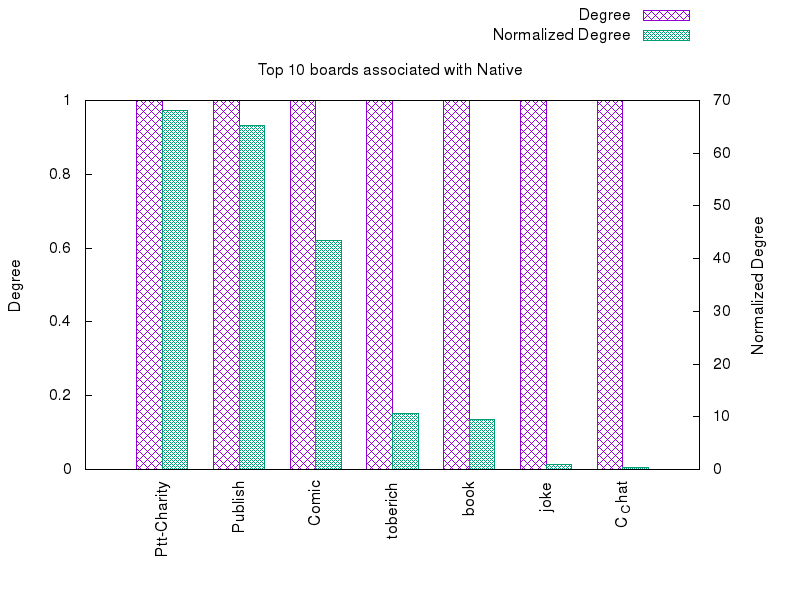 Degree
Normalized Degree
Top 10 boards associated with Native
1
0.8
0.6
0.4
0.2
0
70
60
50
40
30
20
10
0
Degree
Normalized Degree
Ptt-Charity
Publish
Comic
toberich
book
joke
CChat